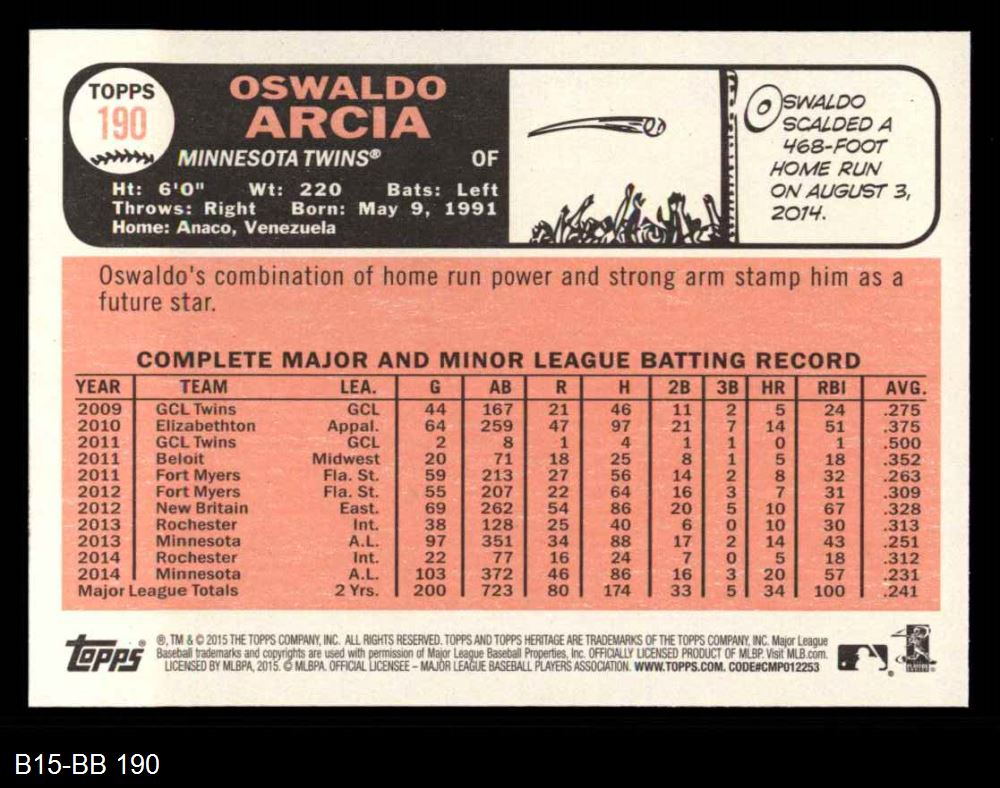 TOPPS
190
OSWALDO
ARCIA
MINNESOTA TWINS® OF
Ht: 6'0" Wt: 220 Bats: Left
Throws: Right Born: May 9, 1991
Home: Anaco, Venezuela
OSWALDO
SCALDED A
468-FOOT
HOME RUN
ON AUGUST 3,
2014.
Oswaldo's combination of home run power and strong arm stamp him as a
future star.
COMPLETE MAJOR AND MINOR LEAGUE BATTING RECORD
YEAR TEAM LEA. G AB R H 2B 3B HR RBI AVG.
2009 GCL Twins GCL 44 167 21 46 11 2 5 24 .275
2010 Elizabethton Appal. 64 259 47 97 21 7 14 51 .375
2011 GCL Twins GCL 2 8 1 4 1 1 0 1 .500
2011 Beloit Midwest 20 71 18 25 8 1 5 18 .352
2011 Fort Myers Fla. St. 59 213 27 56 14 2 8 32 .263
2012 Fort Myers Fla. St. 55 207 22 64 16 3 7 31 .309
2012 New Britain East. 69 262 54 86 20 5 10 67 .328
2013 Rochester Int. 38 128 25 40 6 0 10 30 .313
2013 Minnesota A.L. 97 351 34 88 17 2 14 43 .251
2014 Rochester Int. 22 77 16 24 7 0 5 18 .312
2014 Minnesota A.L. 103 372 46 86 16 3 20 57 .231
Major League Totals 2 Yrs. 200 723 80 174 33 5 34 100 .241
Topps®
®, TM & © 2015 THE TOPPS COMPANY, INC. ALL RIGHTS RESERVED. TOPPS AND TOPPS HERITAGE ARE TRADEMARKS OF THE TOPPS COMPANY, INC. Major League
Baseball trademarks and copyrights are used with permission of Major League Baseball Properties, Inc. OFFICIALLY LICENSED PRODUCT OF MLBP. Visit MLB.com.
LICENSED BY MLBPA, 2015. © MLBPA. OFFICIAL LICENSEE – MAJOR LEAGUE BASEBALL PLAYERS ASSOCIATION. WWW.TOPPS.COM. CODE#CMP012253
B15-BB 190